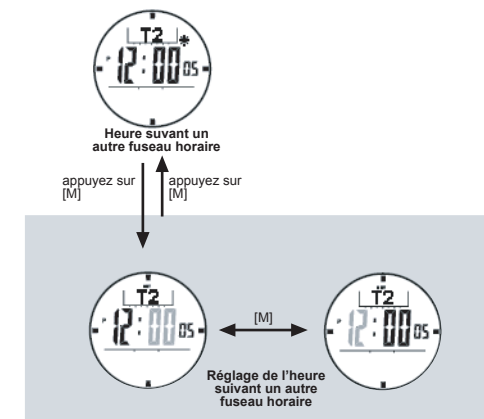 T2
P 12:00 05
Heure suvant un
autre fuseau horaire
appuyez sur
[M]
appuyez sur
[M]
T2
P 12:00 05
[M]
T2
P 12:00 05
Réglage de l'heure
suivant un autre
fuseau horaire